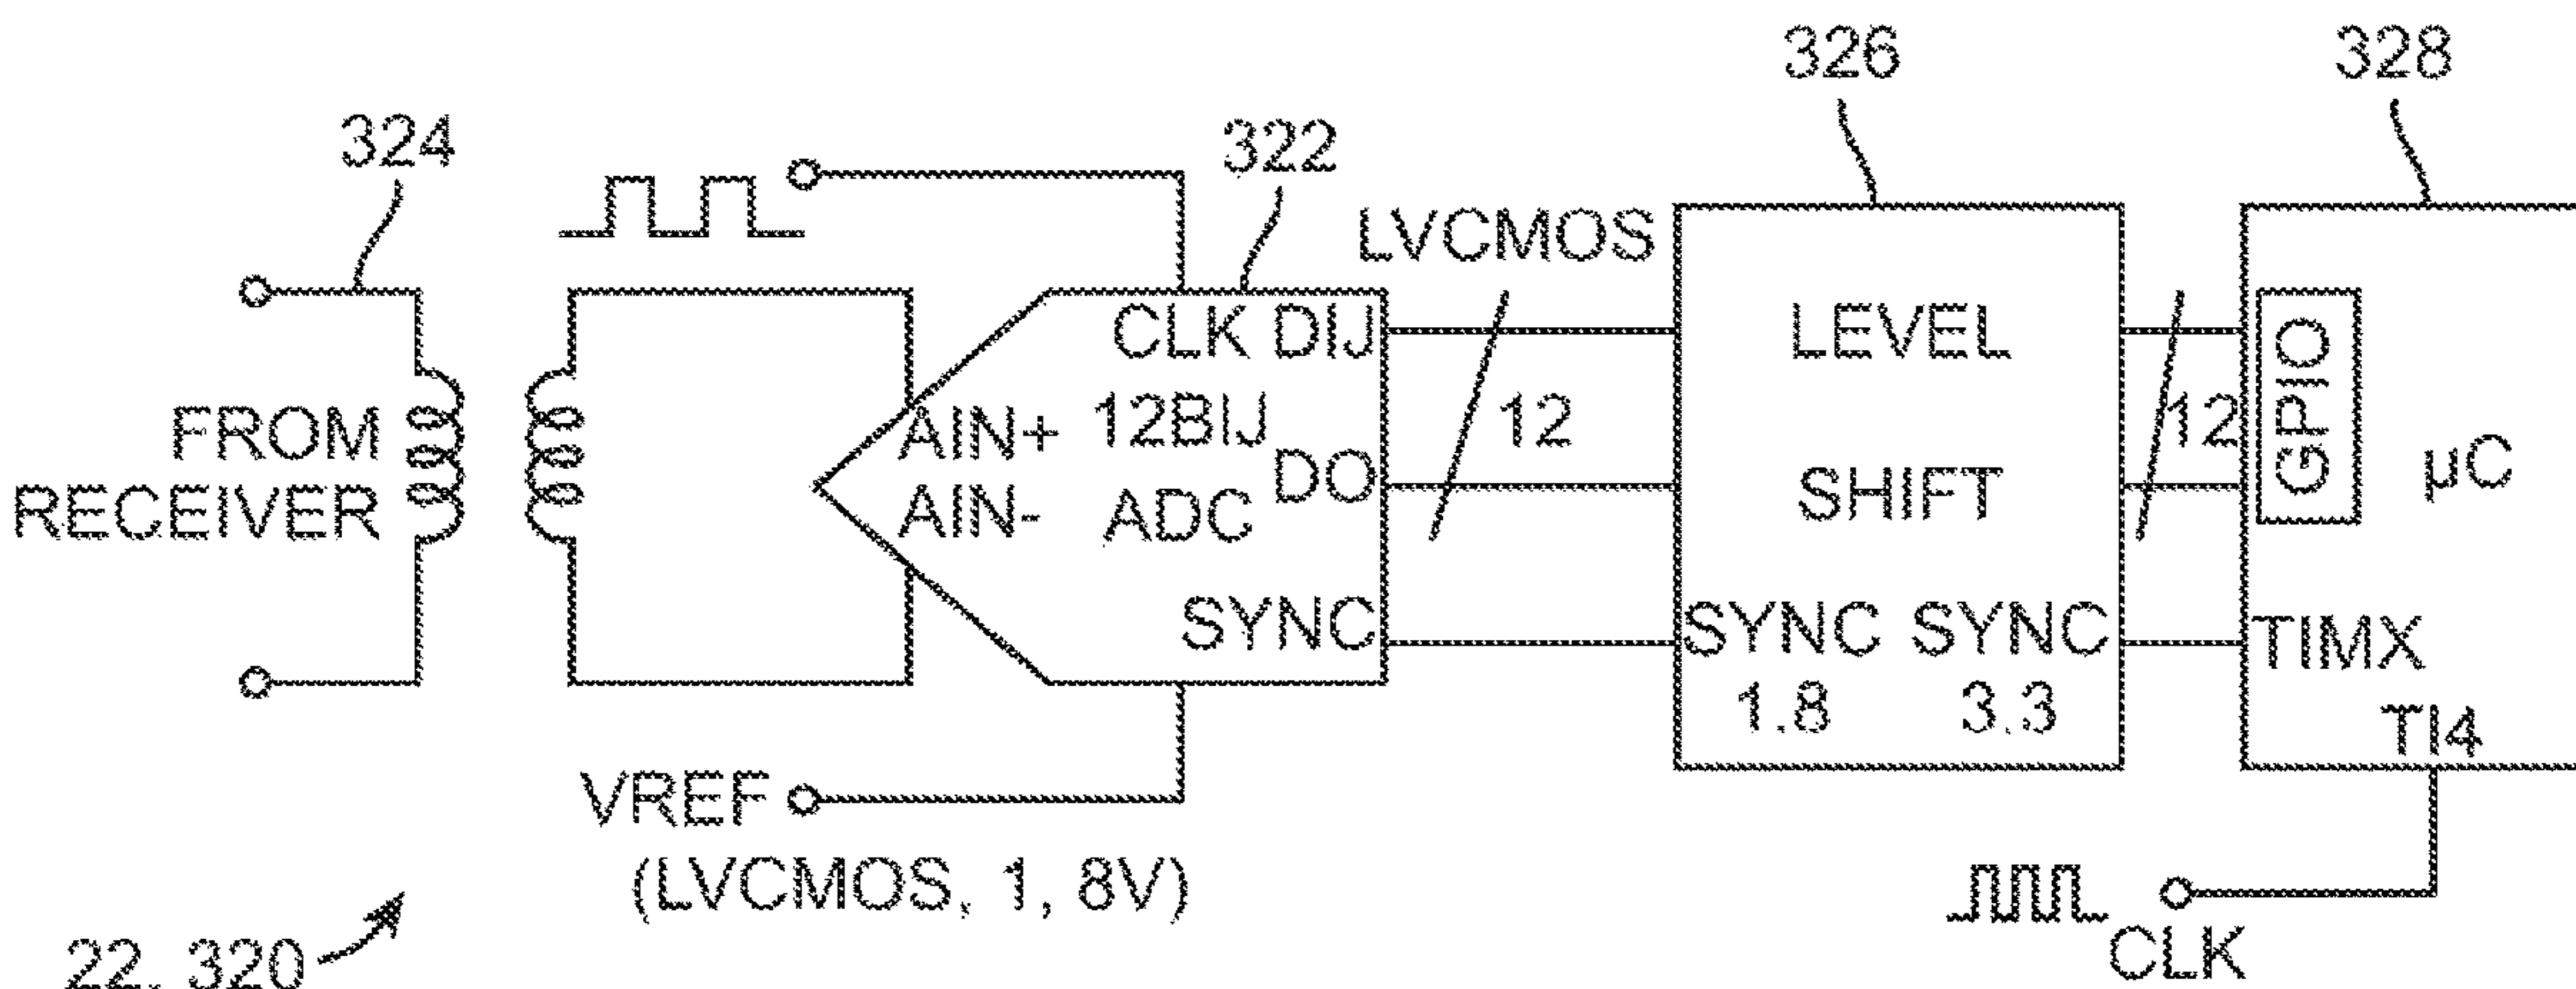 326
328
324
322
LVCMOS
CLK DIJ
LEVEL
GPIO
FROM
RECEIVER
AIN+
12BIJ
12
12
AIN-
ADC
DO
SHIFT
µC
SYNC
SYNC
1.8
SYNC
3.3
TIMX
TI4
VREF
(LVCMOS, 1, 8V)
CLK
22, 320